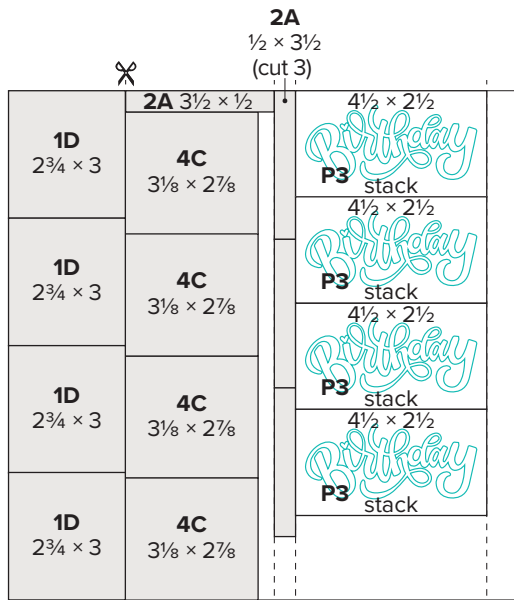 2A
½ × 3½
(cut 3)
2A 3½ × ½
1D
2¾ × 3
1D
2¾ × 3
1D
2¾ × 3
1D
2¾ × 3
4C
3⅛ × 2⅞
4C
3⅛ × 2⅞
4C
3⅛ × 2⅞
4C
3⅛ × 2⅞
4½ × 2½
Birthday
P3
stack
4½ × 2½
Birthday
P3
stack
4½ × 2½
Birthday
P3
stack
4½ × 2½
Birthday
P3
stack